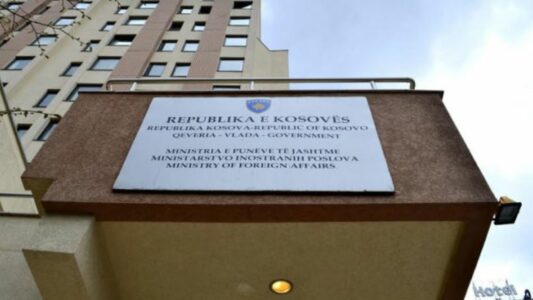 REPUBLIKA E KOSOVËS
REPUBLIKA KOSOVA-REPUBLIC OF KOSOVO
QEVERIA - VLADA - GOVERNMENT
MINISTRIA E PUNËVE TË JASHTME
MINISTARSTVO INOSTRANIH POSLOVA
MINISTRY OF FOREIGN AFFAIRS
Hotel